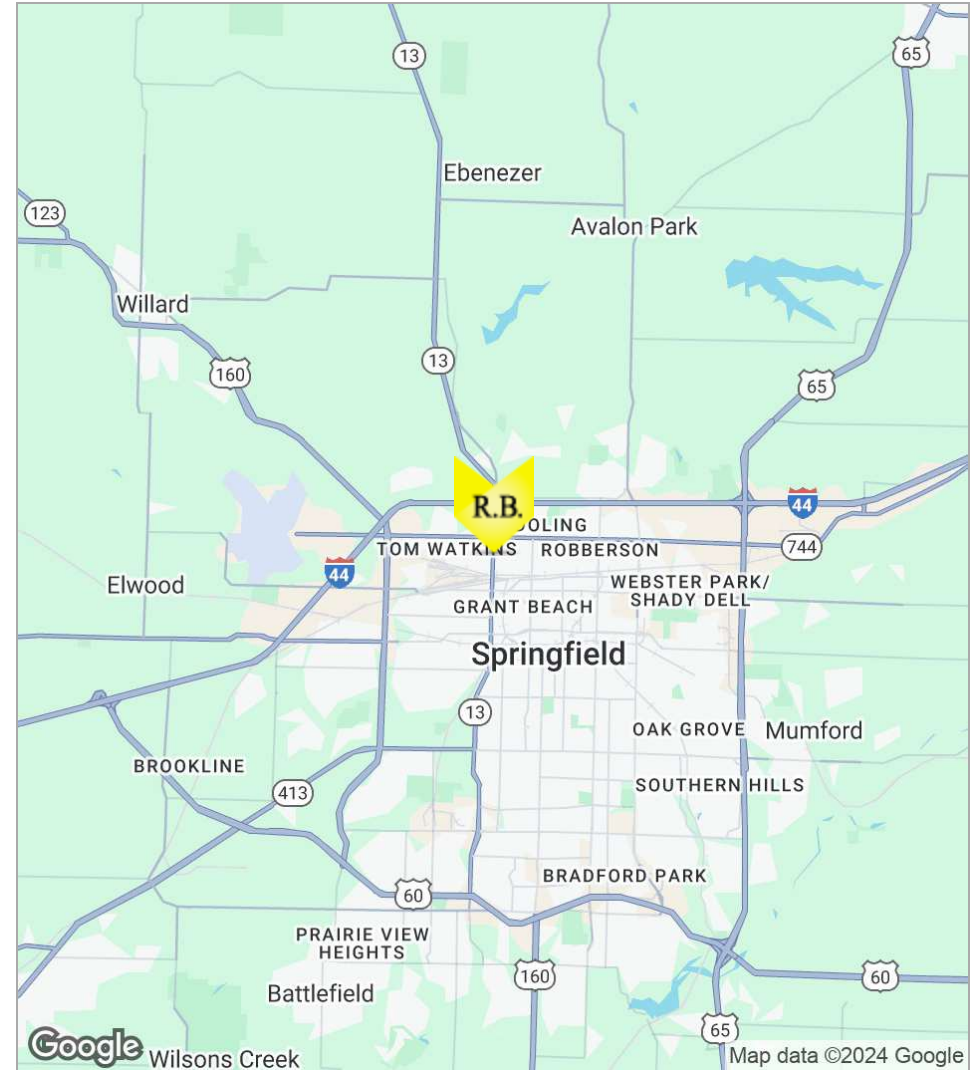 13
65
Ebenezer
123
Avalon Park
Willard
13
160
65
R.B.
44
OOLING
TOM WATKINS
ROBBERSON
744
44
Elwood
WEBSTER PARK/
SHADY DELL
GRANT BEACH
Springfield
13
OAK GROVE
Mumford
BROOKLINE
413
SOUTHERN HILLS
BRADFORD PARK
60
PRAIRIE VIEW
HEIGHTS
160
60
Battlefield
65
Google
Wilsons Creek
Map data ©2024 Google